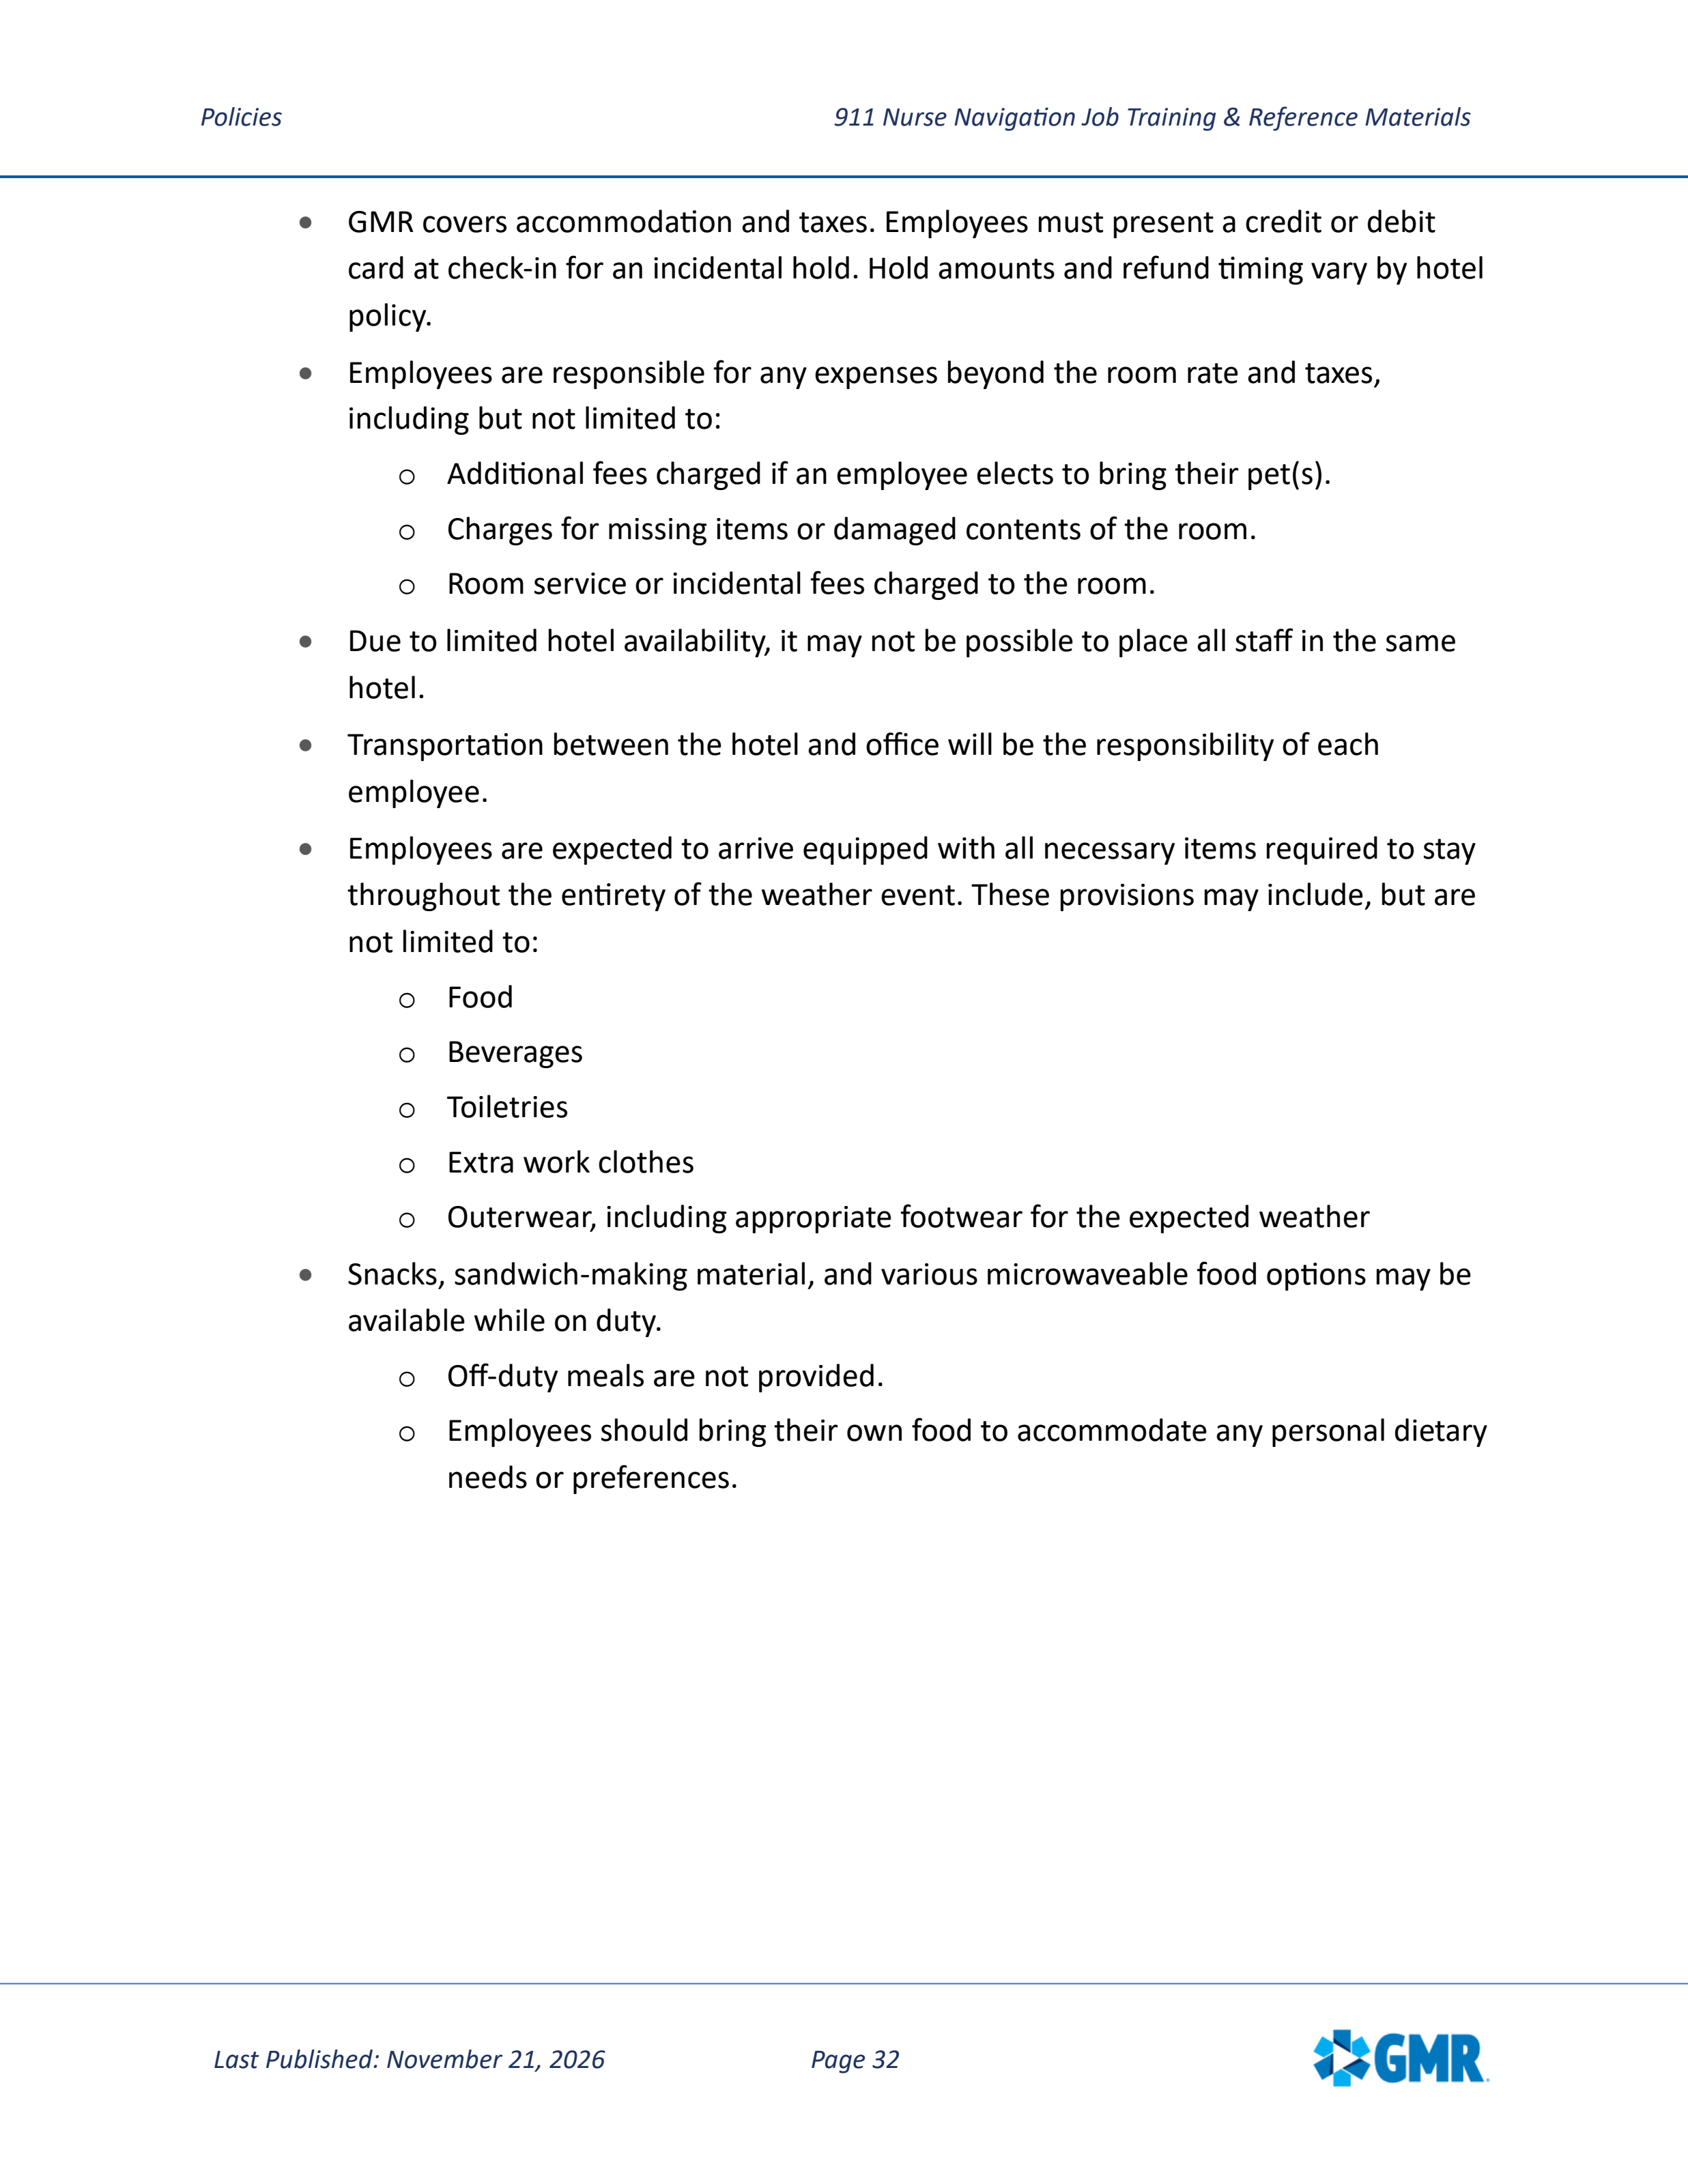 Policies
911 Nurse Navigation Job Training & Reference Materials
• GMR covers accommodation and taxes. Employees must present a credit or debit
card at check-in for an incidental hold. Hold amounts and refund timing vary by hotel
policy.
• Employees are responsible for any expenses beyond the room rate and taxes,
including but not limited to:
o Additional fees charged if an employee elects to bring their pet(s).
o Charges for missing items or damaged contents of the room.
o Room service or incidental fees charged to the room.
• Due to limited hotel availability, it may not be possible to place all staff in the same
hotel.
• Transportation between the hotel and office will be the responsibility of each
employee.
• Employees are expected to arrive equipped with all necessary items required to stay
throughout the entirety of the weather event. These provisions may include, but are
not limited to:
o Food
o Beverages
o Toiletries
o Extra work clothes
o Outerwear, including appropriate footwear for the expected weather
• Snacks, sandwich-making material, and various microwaveable food options may be
available while on duty.
o Off-duty meals are not provided.
o Employees should bring their own food to accommodate any personal dietary
needs or preferences.
Last Published: November 21, 2026
Page 32
GMR